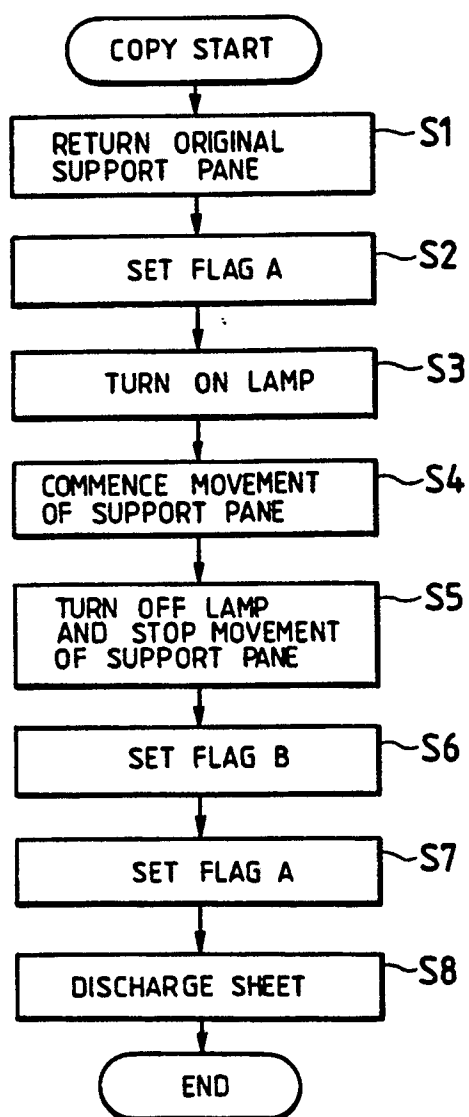 COPY START
RETURN ORIGINAL
SUPPORT PANE
S1
SET FLAG A
S2
TURN ON LAMP
S3
COMMENCE MOVEMENT
OF SUPPORT PANE
S4
TURN OFF LAMP
AND STOP MOVEMENT
OF SUPPORT PANE
S5
SET FLAG B
S6
SET FLAG A
S7
DISCHARGE SHEET
S8
END